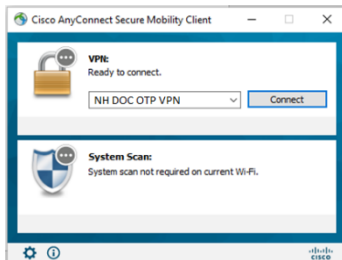 Cisco AnyConnect Secure Mobility Client
VPN:
Ready to connect.
NH DOC OTP VPN
Connect
System Scan:
System scan not required on current Wi-Fi.
CISCO